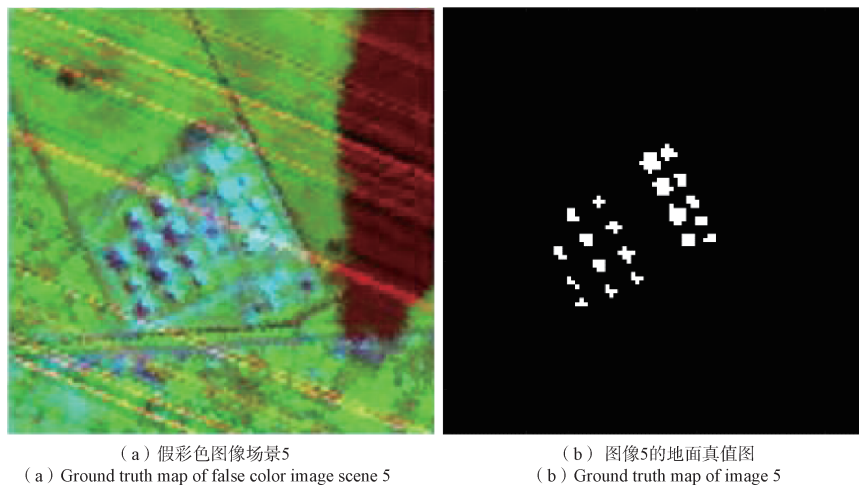 （a）假彩色图像场景5
（a）Ground truth map of false color image scene 5
（b） 图像5的地面真值图
（b）Ground truth map of image 5